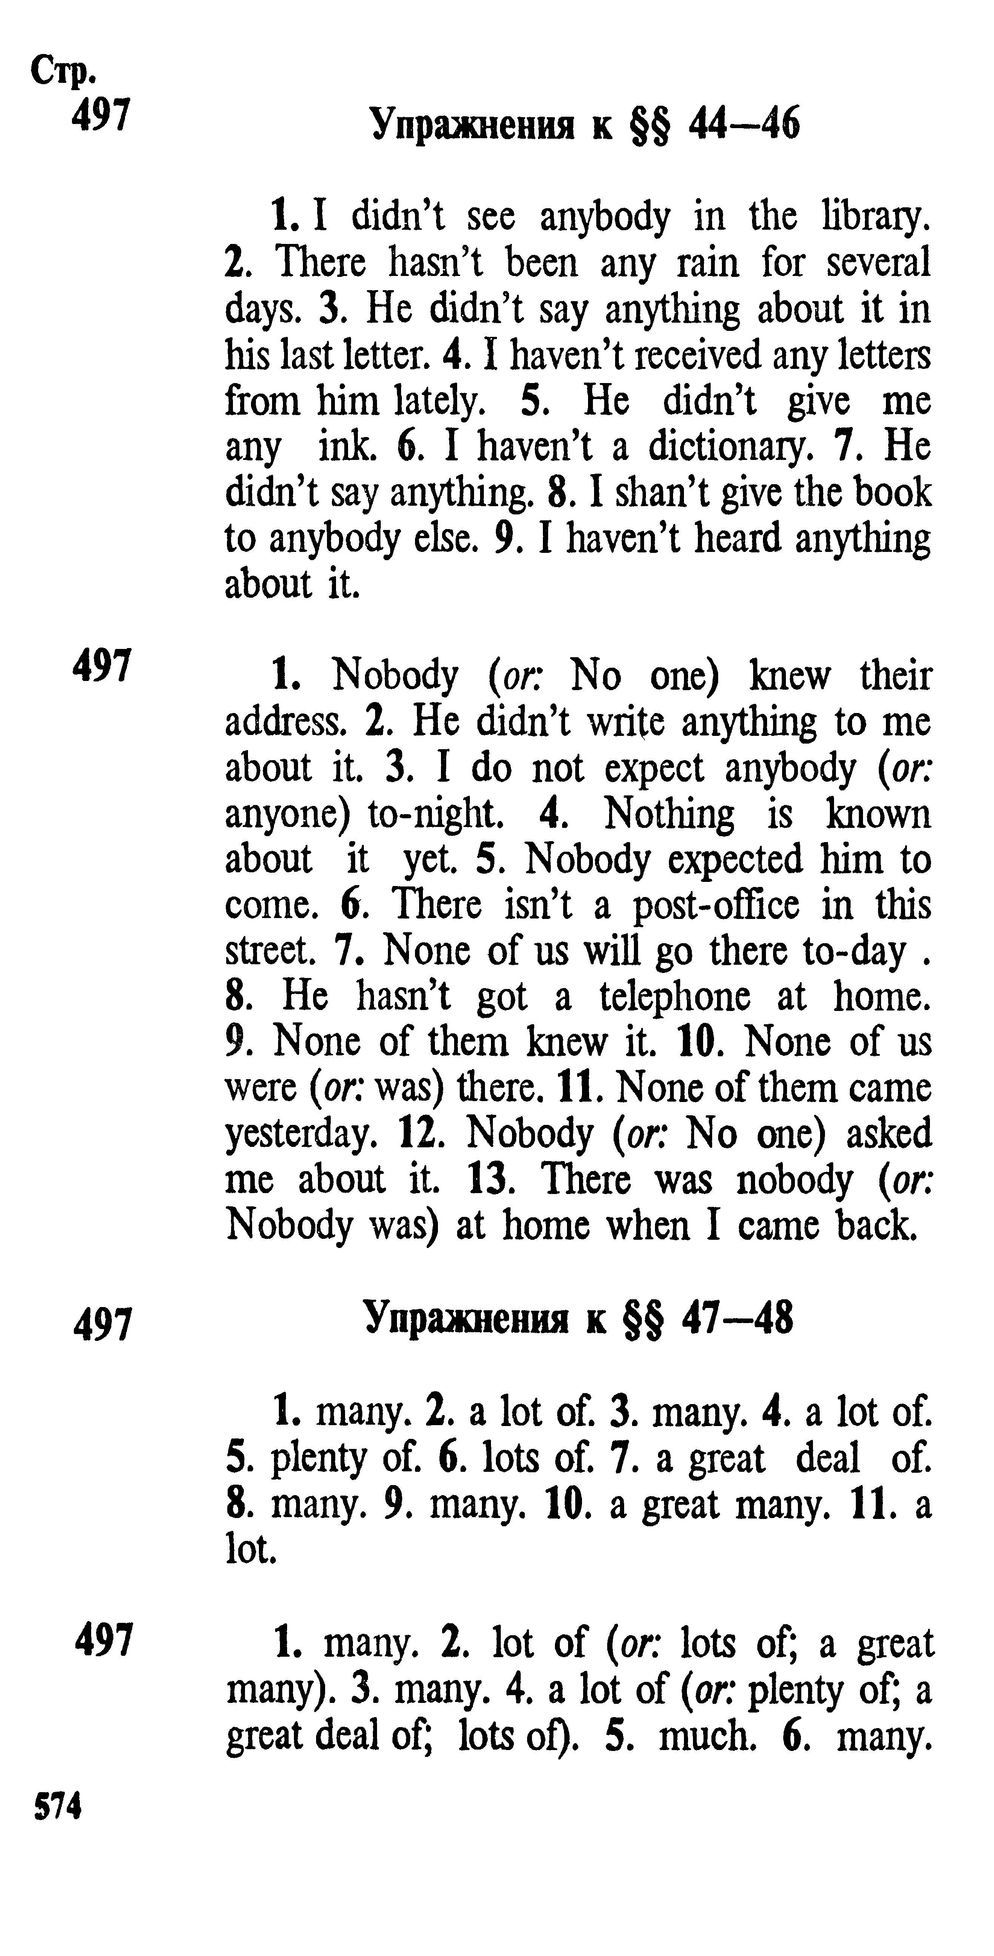 Стр.
497 Упражнения к §§ 44—46
1. I didn't see anybody in the library.
2. There hasn't been any rain for several
days. 3. He didn't say anything about it in
his last letter. 4. I haven't received any letters
from him lately. 5. He didn't give me
any ink. 6. I haven't a dictionary. 7. He
didn't say anything. 8. I shan't give the book
to anybody else. 9. I haven't heard anything
about it.
497 1. Nobody (or: No one) knew their
address. 2. He didn't write anything to me
about it. 3. I do not expect anybody (or:
anyone) to-night. 4. Nothing is known
about it yet. 5. Nobody expected him to
come. 6. There isn't a post-office in this
street. 7. None of us will go there to-day .
8. He hasn't got a telephone at home.
9. None of them knew it. 10. None of us
were (or: was) there. 11. None of them came
yesterday. 12. Nobody (or: No one) asked
me about it. 13. There was nobody (or:
Nobody was) at home when I came back.
497 Упражнения к §§ 47—48
1. many. 2. a lot of. 3. many. 4. a lot of.
5. plenty of. 6. lots of. 7. a great deal of.
8. many. 9. many. 10. a great many. 11. a
lot.
497 1. many. 2. lot of (or: lots of; a great
many). 3. many. 4. a lot of (or: plenty of; a
great deal of; lots of). 5. much. 6. many.
574